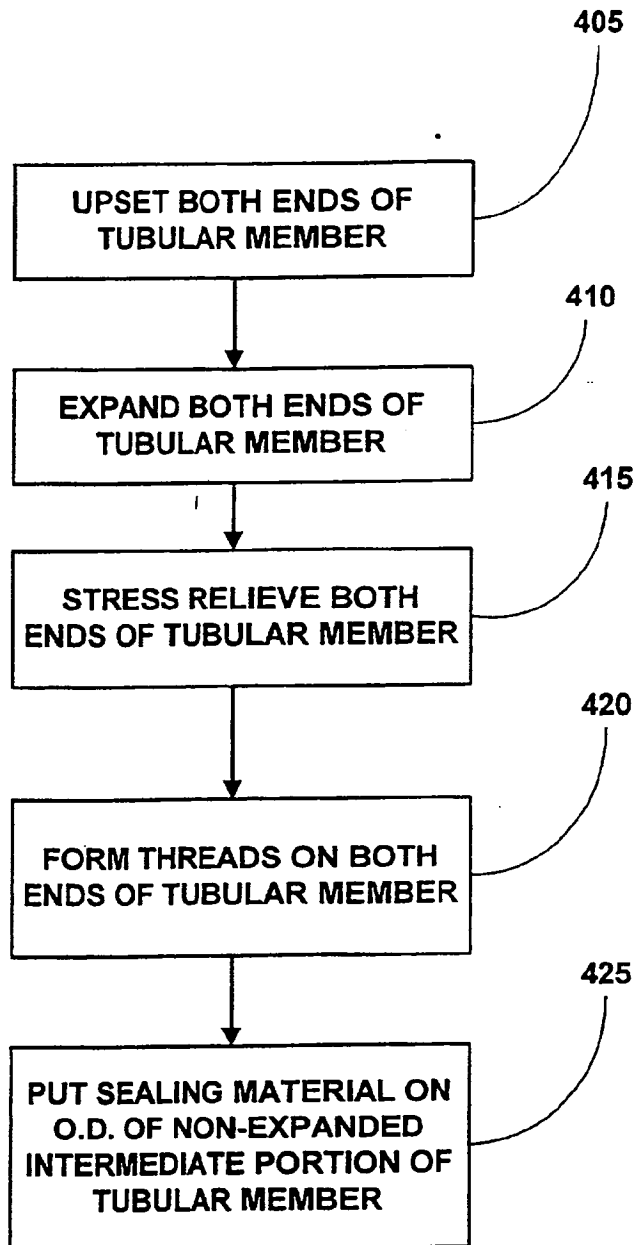 405
UPSET BOTH ENDS OF
TUBULAR MEMBER
410
EXPAND BOTH ENDS OF
TUBULAR MEMBER
415
STRESS RELIEVE BOTH
ENDS OF TUBULAR MEMBER
420
FORM THREADS ON BOTH
ENDS OF TUBULAR MEMBER
425
PUT SEALING MATERIAL ON
O.D. OF NON-EXPANDED
INTERMEDIATE PORTION OF
TUBULAR MEMBER